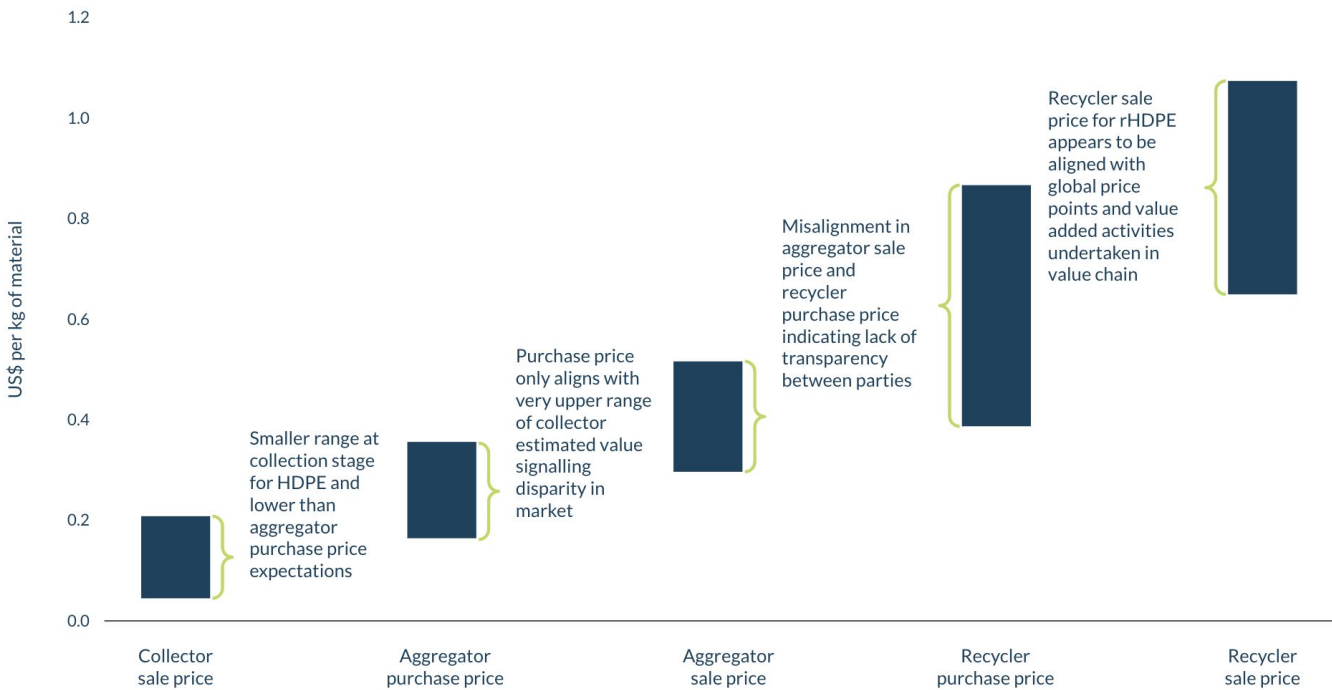 US$ per kg of material
1.2
1.0
0.8
0.6
0.4
0.2
0.0
Smaller range at
collection stage
for HDPE and
lower than
aggregator
purchase price
expectations
Purchase price
only aligns with
very upper range
of collector
estimated value
signalling
disparity in
market
Misalignment in
aggregator sale
price and
recycler
purchase price
indicating lack of
transparency
between parties
Recycler sale
price for rHDPE
appears to be
aligned with
global price
points and value
added activities
undertaken in
value chain
Collector
sale price
Aggregator
purchase price
Aggregator
sale price
Recycler
purchase price
Recycler
sale price